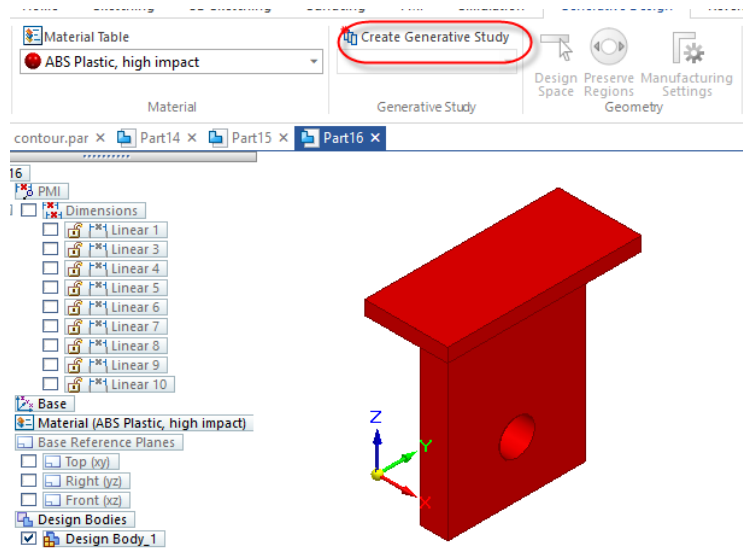 Material Table
Create Generative Study
ABS Plastic, high impact
Design Space
Preserve Regions
Manufacturing Settings
Material
Generative Study
Geometry
contour.par
Part14
Part15
Part16
16
PMI
Dimensions
Linear 1
Linear 3
Linear 4
Linear 5
Linear 6
Linear 7
Linear 8
Linear 9
Linear 10
Base
Material (ABS Plastic, high impact)
Base Reference Planes
Top (xy)
Right (yz)
Front (xz)
Design Bodies
Design Body_1
Z
Y
X